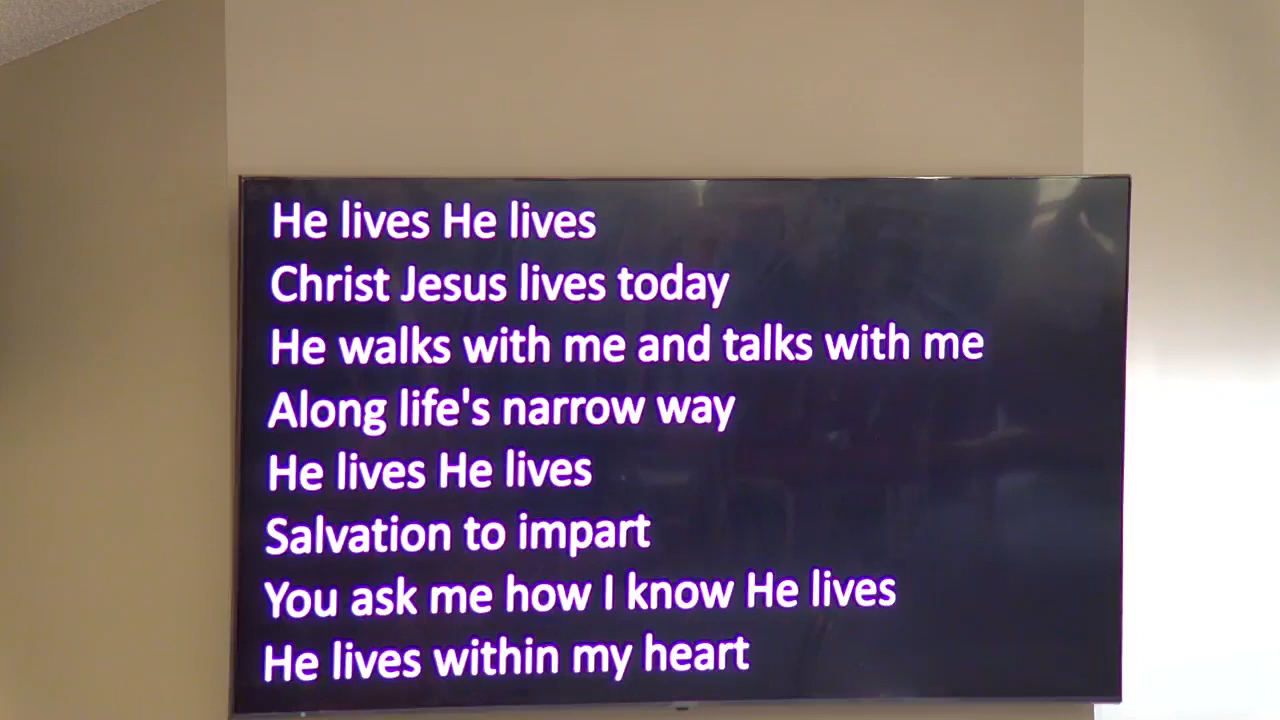 He lives He lives
Christ Jesus lives today
He walks with me and talks with me
Along life's narrow way
He lives He lives
Salvation to impart
You ask me how I know He lives
He lives within my heart